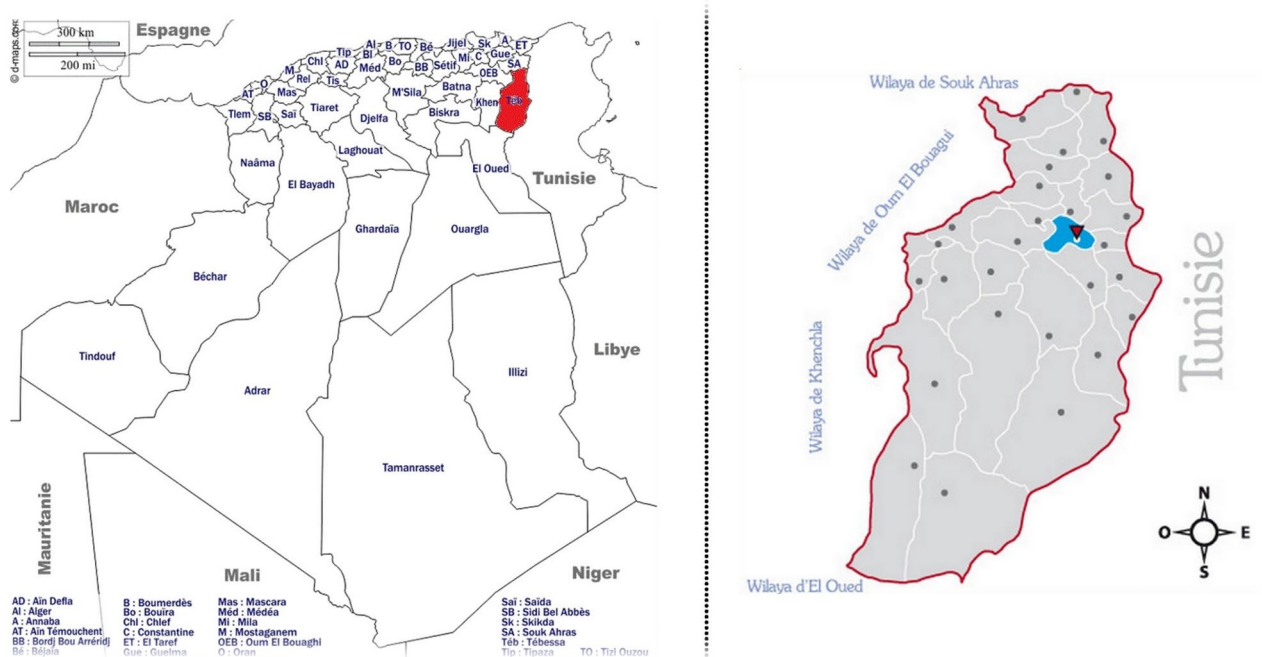 300 km
200 mi
© d-maps.com
Espagne
Al
B
TO
Bé
Jijel
Sk
A
ET
Tip
Bl
Mi
C
Gue
Chl
AD
Méd
Bo
BB
Sétif
SA
M
Rel
Tis
OEB
O
AT
Mas
M'Sila
Batna
Khen
Téb
Tlem
SB
Saï
Tiaret
Djelfa
Biskra
Naâma
Laghouat
El Oued
Tunisie
El Bayadh
Maroc
Ghardaïa
Ouargla
Béchar
Tindouf
Libye
Adrar
Illizi
Tamanrasset
Mauritanie
Mali
Niger
AD : Aïn Defla
Al : Alger
A : Annaba
AT : Aïn Témouchent
BB : Bordj Bou Arréridj
Bé : Béjaïa
B : Boumerdès
Bo : Bouïra
Chl : Chlef
C : Constantine
ET : El Taref
Gue : Guelma
Mas : Mascara
Méd : Médéa
Mi : Mila
M : Mostaganem
OEB : Oum El Bouaghi
O : Oran
Saï : Saïda
SB : Sidi Bel Abbès
Sk : Skikda
SA : Souk Ahras
Téb : Tébessa
Tip : Tipaza
TO : Tizi Ouzou
Wilaya de Souk Ahras
Wilaya de Oum El Bouagui
Wilaya de Khenchla
Tunisie
Wilaya d'El Oued
N
O
E
S